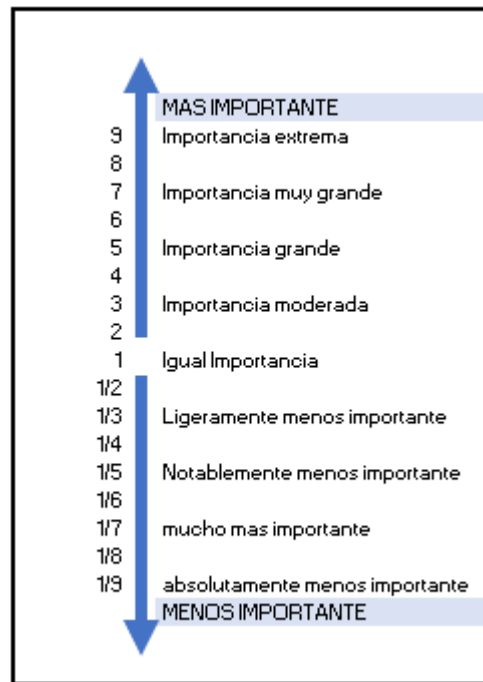 MAS IMPORTANTE
9 Importancia extrema
8
7 Importancia muy grande
6
5 Importancia grande
4
3 Importancia moderada
2
1 Igual Importancia
1/2
1/3 Ligeramente menos importante
1/4
1/5 Notablemente menos importante
1/6
1/7 mucho mas importante
1/8
1/9 absolutamente menos importante
MENOS IMPORTANTE